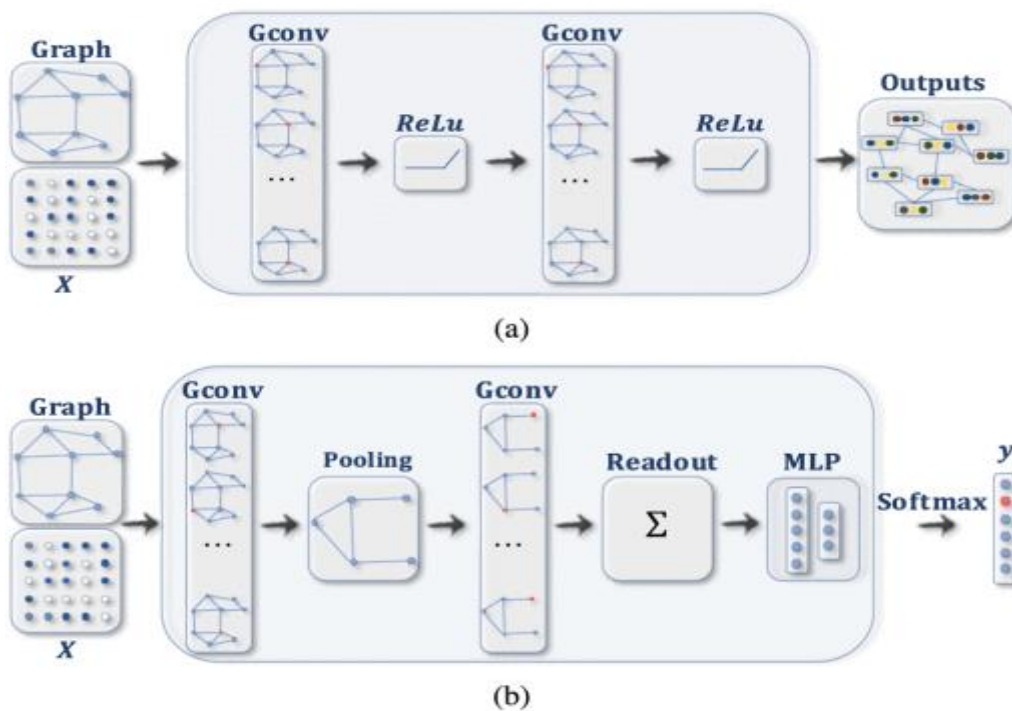 Gconv
Gconv
Graph
Outputs
ReLu
ReLu
...
...
X
(a)
Gconv
Gconv
Graph
Pooling
Readout
MLP
y
Softmax
Σ
...
...
X
(b)